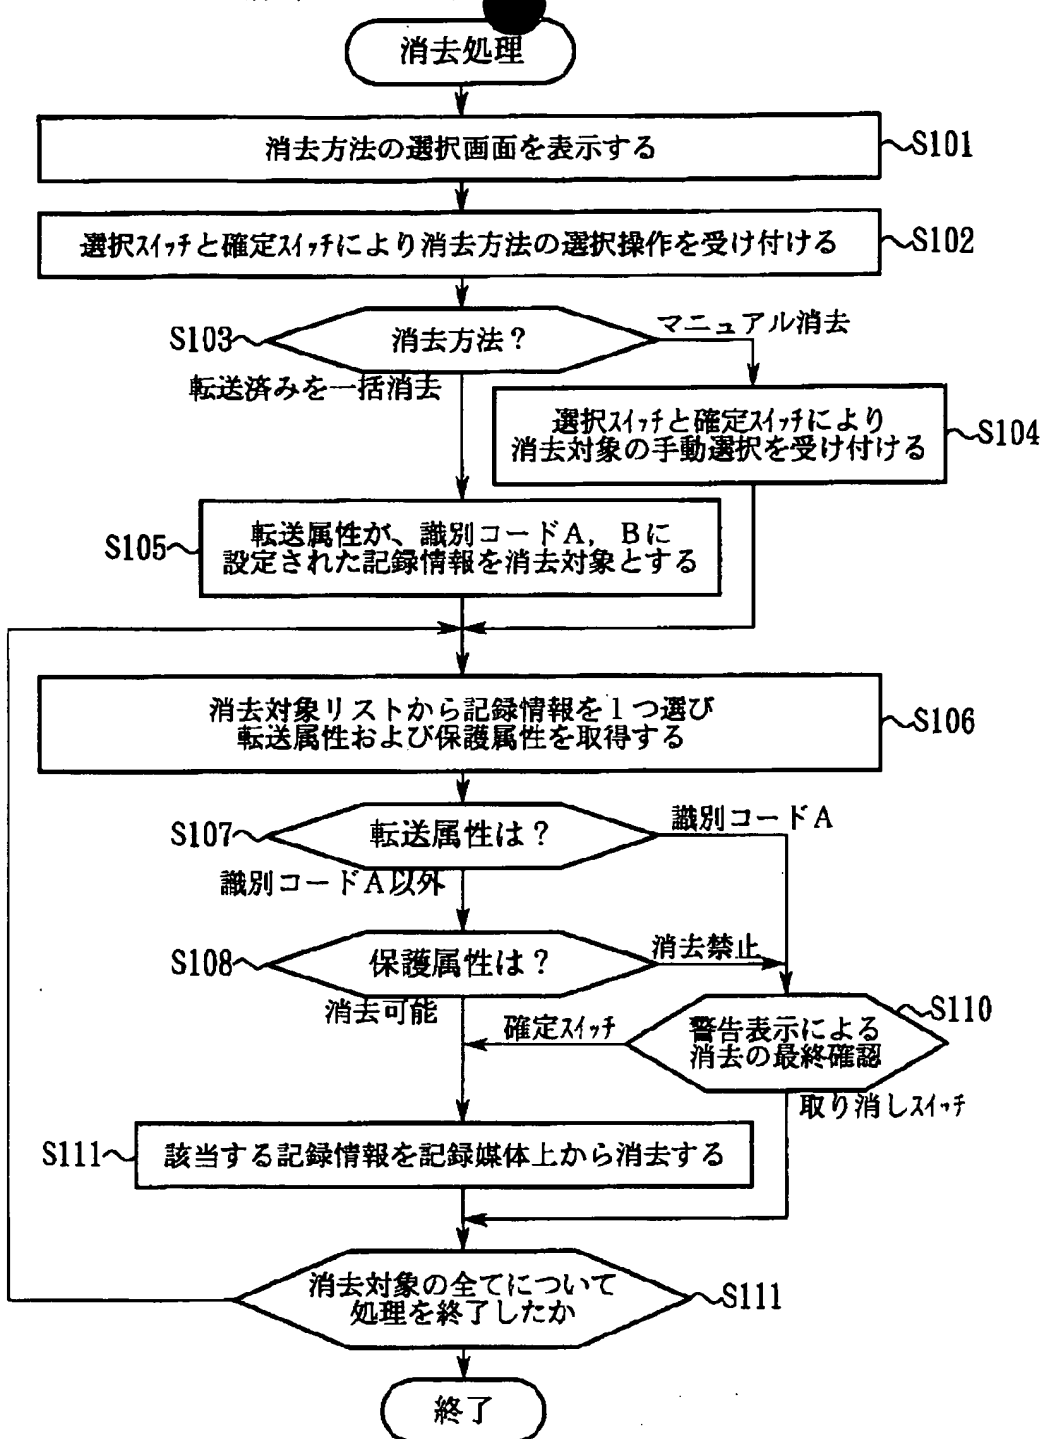 消去処理
消去方法の選択画面を表示する
S101
選択スイッチと確定スイッチにより消去方法の選択操作を受け付ける
S102
S103
消去方法？
マニュアル消去
転送済みを一括消去
選択スイッチと確定スイッチにより
消去対象の手動選択を受け付ける
S104
S105
転送属性が、識別コードA，Bに
設定された記録情報を消去対象とする
消去対象リストから記録情報を１つ選び
転送属性および保護属性を取得する
S106
S107
転送属性は？
識別コードA
識別コードA以外
S108
保護属性は？
消去禁止
消去可能
S110
警告表示による
消去の最終確認
確定スイッチ
取り消しスイッチ
S111
該当する記録情報を記録媒体上から消去する
消去対象の全てについて
処理を終了したか
S111
終了